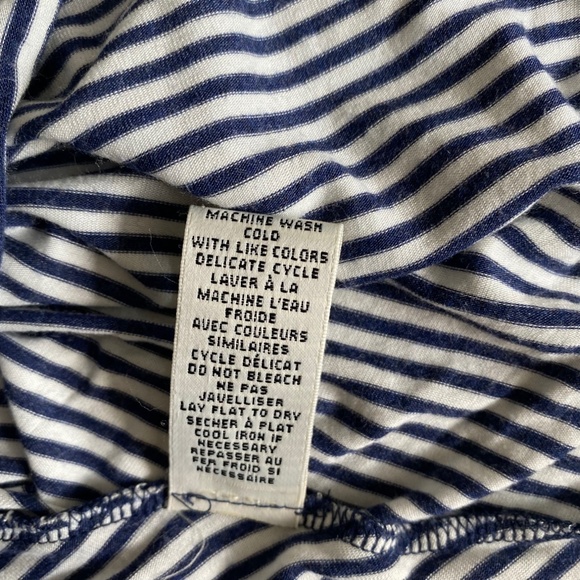 MACHINE WASH
COLD
WITH LIKE COLORS
DELICATE CYCLE
LAVER À LA
MACHINE L'EAU
FROIDE
AVEC COULEURS
SIMILAIRES
CYCLE DÉLICAT
DO NOT BLEACH
NE PAS
JAVELLISER
LAY FLAT TO DRY
SECHER À PLAT
COOL IRON IF
NECESSARY
REPASSER AU
FER FROID SI
NÉCESSAIRE